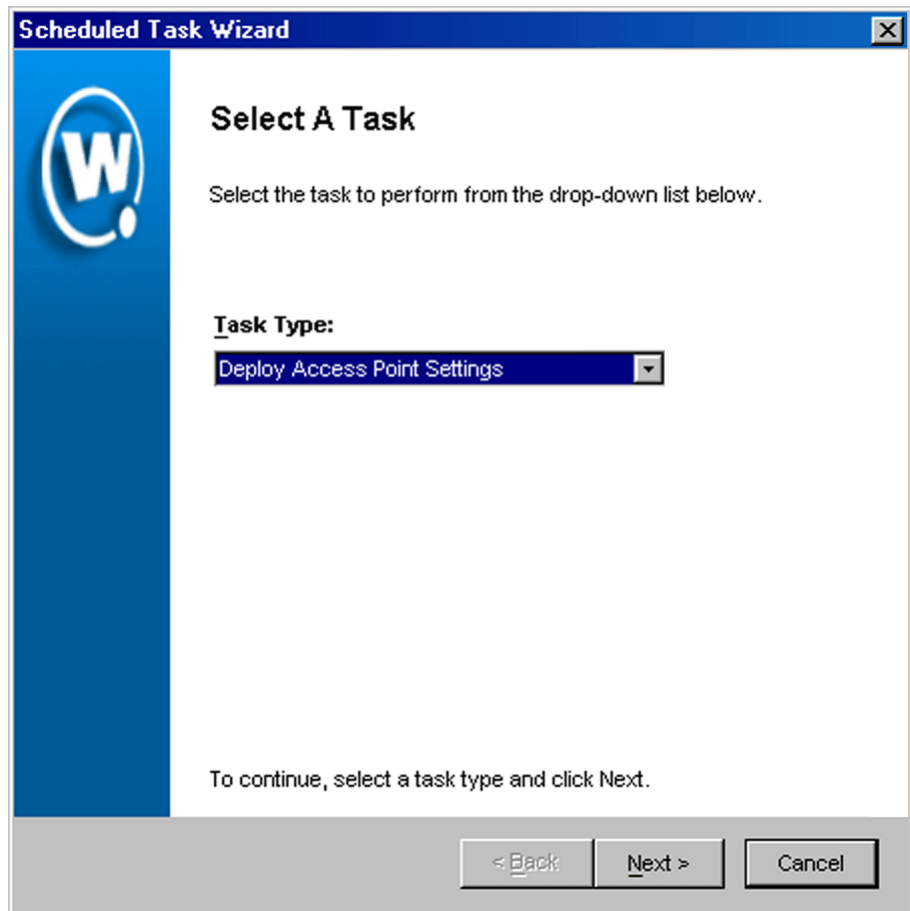 Scheduled Task Wizard
W
Select A Task
Select the task to perform from the drop-down list below.
Task Type:
Deploy Access Point Settings
To continue, select a task type and click Next.
< Back
Next >
Cancel